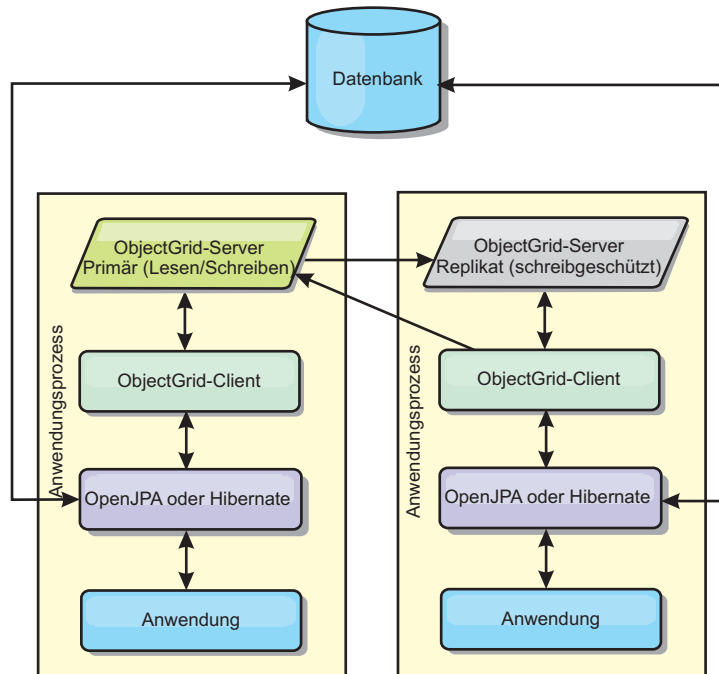 Datenbank
ObjectGrid-Server
Primär (Lesen/Schreiben)
ObjectGrid-Client
OpenJPA oder Hibernate
Anwendung
Anwendungsprozess
ObjectGrid-Server
Replikat (schreibgeschützt)
ObjectGrid-Client
OpenJPA oder Hibernate
Anwendung
Anwendungsprozess